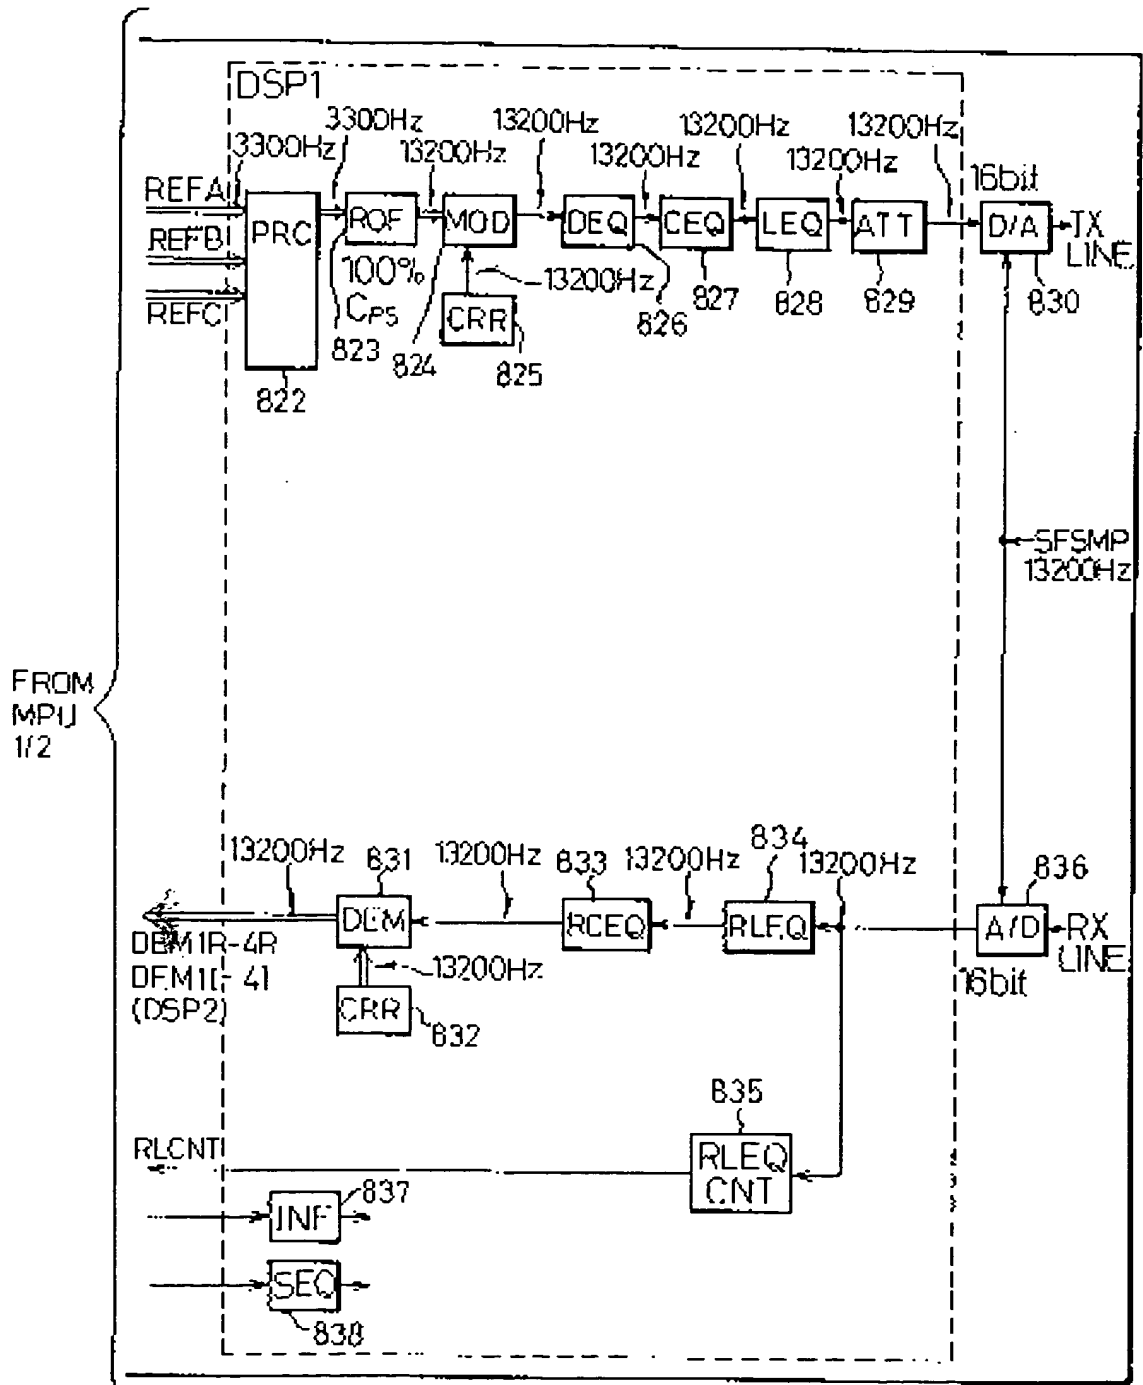 DSP1
3300Hz
3300Hz
13200Hz
13200Hz
13200Hz
13200Hz
13200Hz
13200Hz
REFA
REFB
REFC
PRC
ROF
100%
CPS
MOD
DEQ
CEQ
LEQ
ATT
16bit
D/A
TX
LINE
13200Hz
CRR
822
823
824
825
826
827
828
829
830
SFSMP
13200Hz
FROM
MPU
1/2
13200Hz
831
13200Hz
833
13200Hz
834
13200Hz
836
DEM
RCEQ
RLEQ
A/D
RX
LINE
16bit
DEM1R-4R
DEM1I-4I
(DSP2)
13200Hz
CRR
832
835
RLCNT
RLEQ
CNT
837
INF
SEQ
838